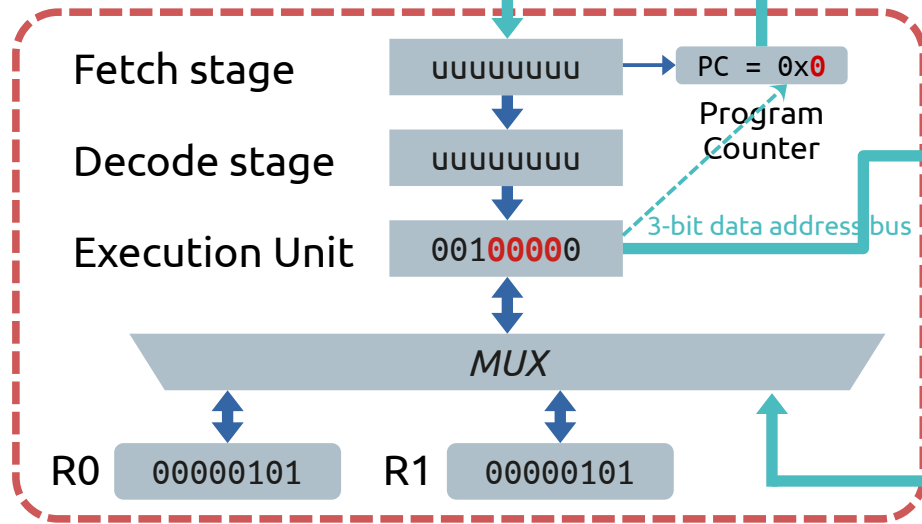 Fetch stage
uuuuuuuu
PC = 0x0
Program
Counter
Decode stage
uuuuuuuu
3-bit data address bus
Execution Unit
00100000
MUX
R0
00000101
R1
00000101